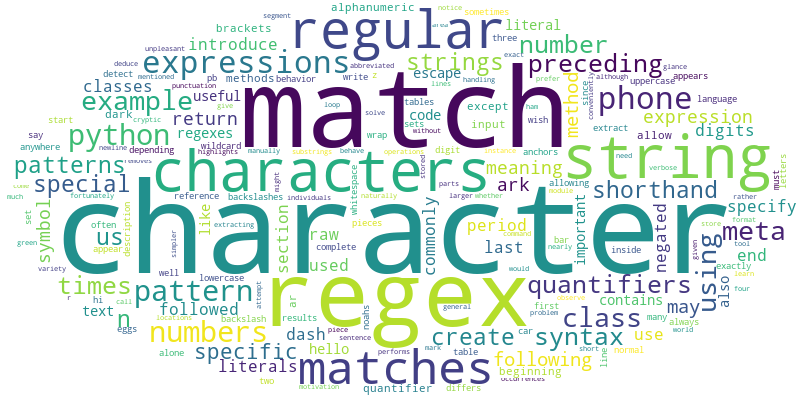 alphanumeric
notice
sometimes
segment
brackets
regular
literal
three
number
introduce
unpleasant
abbreviated
exact
expressions
strings
preceding
glance
detect
mentioned
punctuation
pb
methods
behavior
escape
uppercase
appears
classes
useful
write
z
handling
prefer
although
language
deduce
match
method
since
conveniently
example
dark
cryptic
give
return
loop
solve
lines
tables
except
ham
phone
start
operations
code
wish
expression
python
newline
behave
sets
input
without
regexes
wildcard
substrings
digit
manually
wrap
anchors
extract
allow
digits
say
anywhere
depending
highlights
string
patterns
characters
meaning
need
verbose
must
letters
removes
whitespace
stored
parts
larger
whether
allowing
special
reference
backslashes
individuals
might
naturally
instance
module
ark
shorthand
much
fortunately
variety
set
often
us
like
section
raw
complete
commonly
period
important
rather
store
format
specify
symbol
green
appear
description
extracting
pieces
character
last
bar
negated
meta
tool
nearly
command
given
learn
simpler
used
inside
using
also
end
exactly
times
well
lowercase
attempt
would
observe
quantifiers
may
r
hi
call
pattern
regex
contains
four
n
text
followed
locations
backslash
ar
results
noahs
general
first
problem
many
always
world
numbers
eggs
dash
piece
sentence
car
create
syntax
class
use
short
normal
line
alone
specific
hello
performs
mark
table
following
literals
matches
beginning
two
motivation
quantifier
differs
occurrences